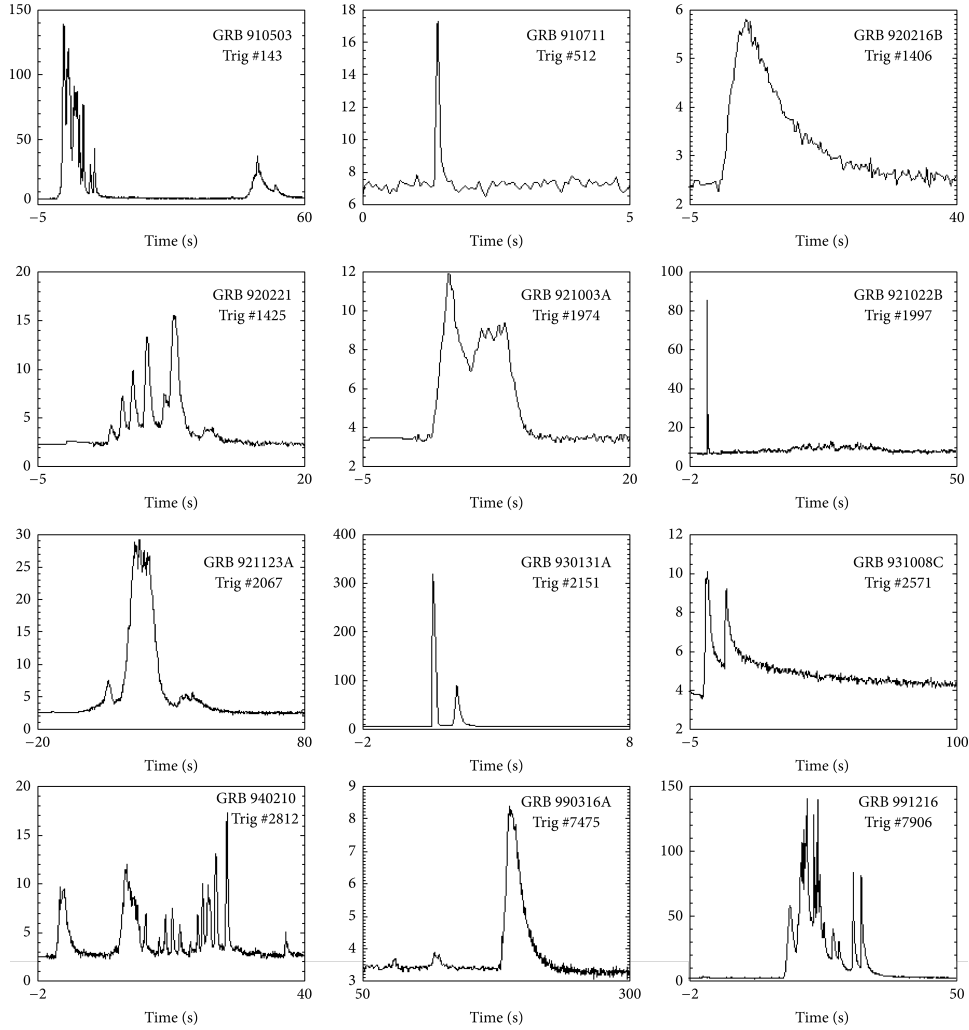 150
100
50
0
−5
60
GRB 910503
Trig #143
Time (s)
18
16
14
12
10
8
6
0
5
GRB 910711
Trig #512
Time (s)
6
5
4
3
2
−5
40
GRB 920216B
Trig #1406
Time (s)
20
15
10
5
0
−5
20
GRB 920221
Trig #1425
Time (s)
12
10
8
6
4
2
−5
20
GRB 921003A
Trig #1974
Time (s)
100
80
60
40
20
0
−2
50
GRB 921022B
Trig #1997
Time (s)
30
25
20
15
10
5
0
−20
80
GRB 921123A
Trig #2067
Time (s)
400
300
200
100
0
−2
8
GRB 930131A
Trig #2151
Time (s)
12
10
8
6
4
2
−5
100
GRB 931008C
Trig #2571
Time (s)
20
15
10
5
0
−2
40
GRB 940210
Trig #2812
Time (s)
9
8
7
6
5
4
3
50
300
GRB 990316A
Trig #7475
Time (s)
150
100
50
0
−2
50
GRB 991216
Trig #7906
Time (s)